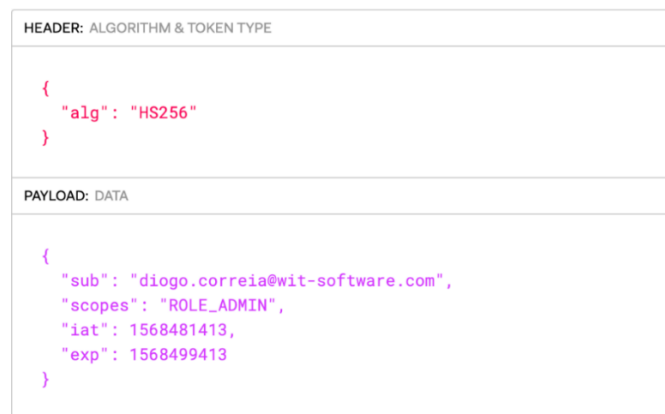 HEADER: ALGORITHM & TOKEN TYPE
{
"alg": "HS256"
}
PAYLOAD: DATA
{
"sub": "diogo.correia@wit-software.com",
"scopes": "ROLE_ADMIN",
"iat": 1568481413,
"exp": 1568499413
}